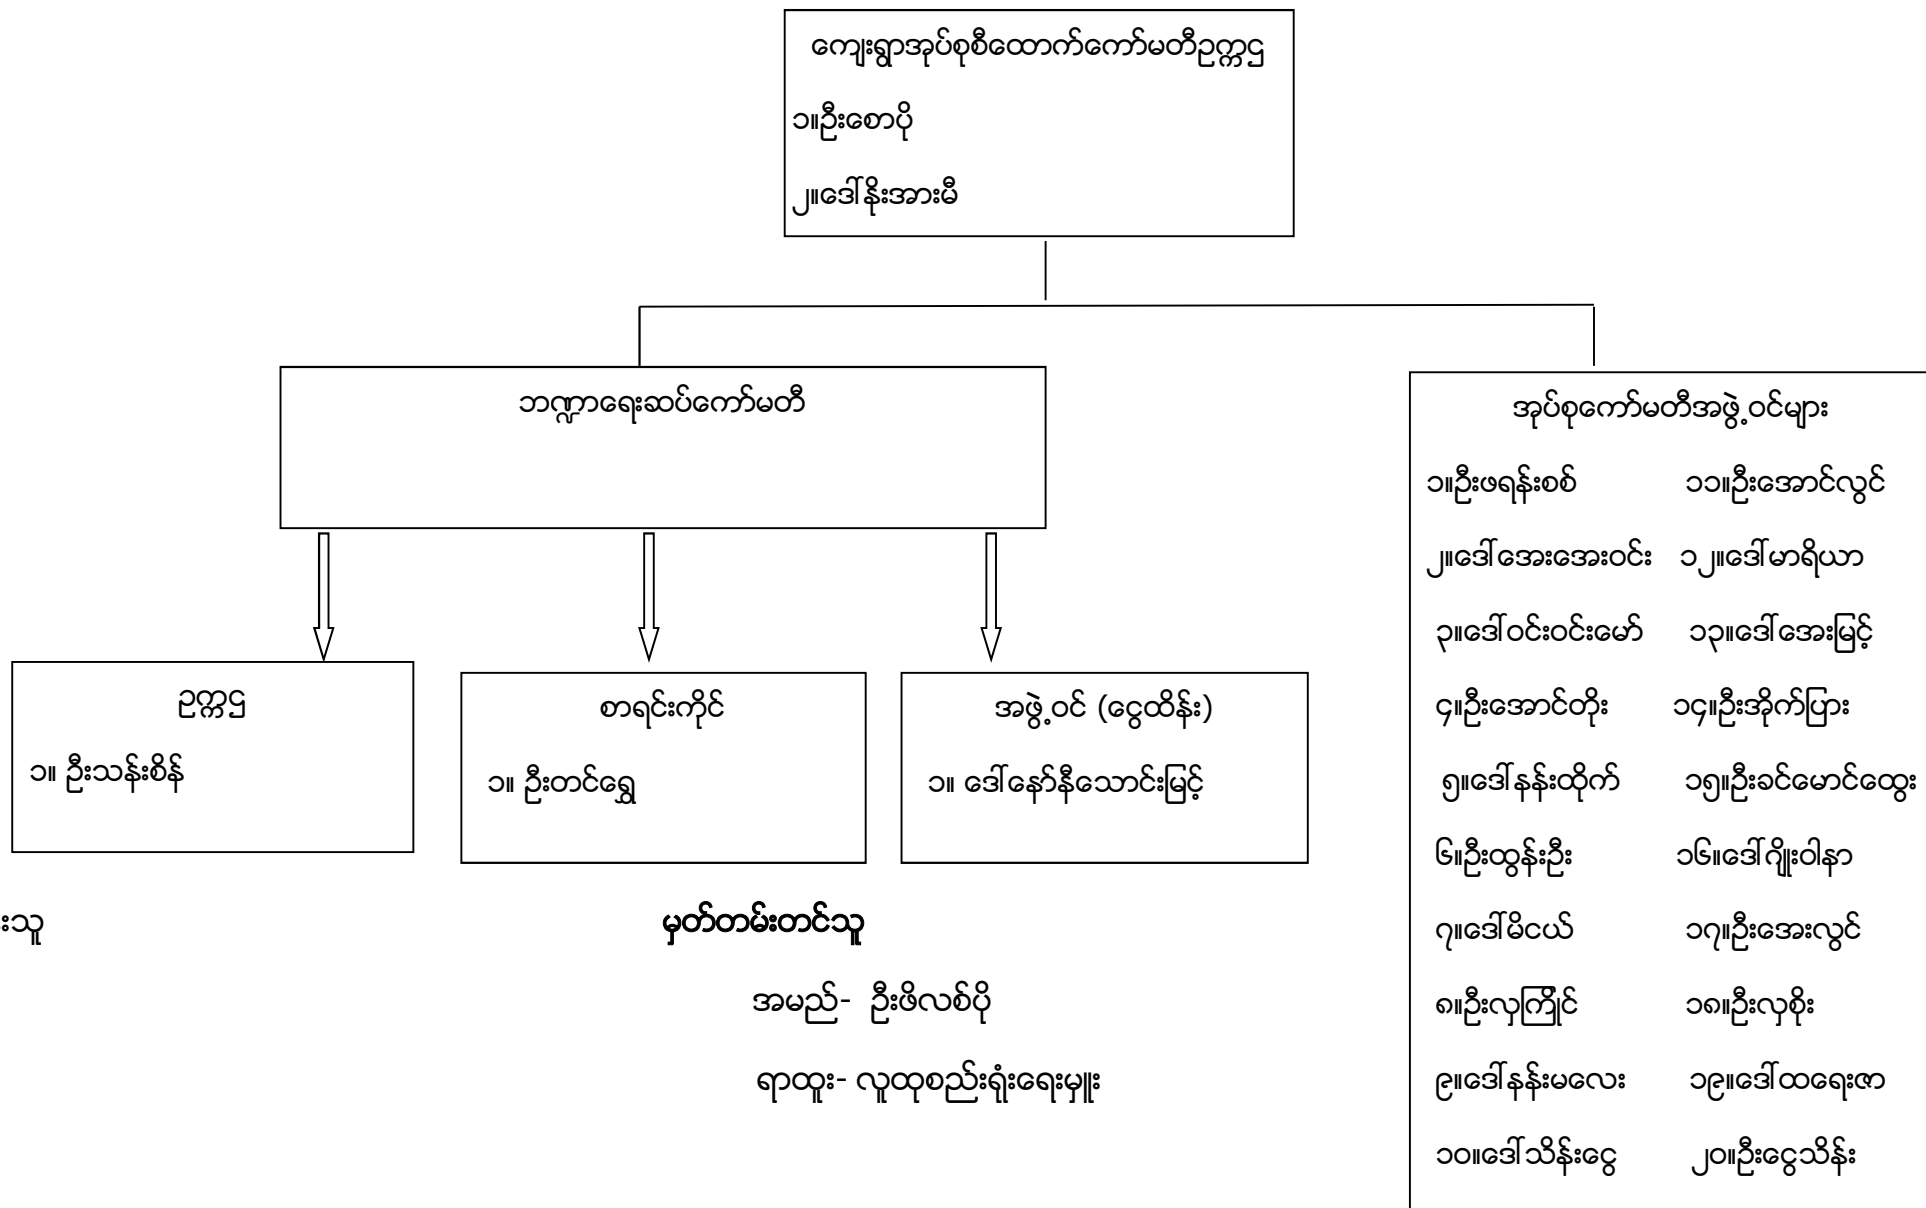 ကျေးရွာအုပ်စုစီထောက်ကော်မတီဥက္ကဌ
၁။ဦးစောပို
၂။ဒေါ်နိုးအားမီ
ဘဏ္ဍာရေးဆပ်ကော်မတီ
ဥက္ကဌ
၁။ ဦးသန်းစိန်
စာရင်းကိုင်
၁။ ဦးတင်ရွှေ
အဖွဲ့ဝင် (ငွေထိန်း)
၁။ ဒေါ်နော်နီသောင်းမြင့်
အုပ်စုကော်မတီအဖွဲ့ဝင်များ
၁။ဦးဖရန်းစစ် ၁၁။ဦးအောင်လွင်
၂။ဒေါ်အေးအေးဝင်း ၁၂။ဒေါ်မာရိယာ
၃။ဒေါ်ဝင်းဝင်းမော် ၁၃။ဒေါ်အေးမြင့်
၄။ဦးအောင်တိုး ၁၄။ဦးအိုက်ပြား
၅။ဒေါ်နန်းထိုက် ၁၅။ဦးခင်မောင်ထွေး
၆။ဦးထွန်းဦး ၁၆။ဒေါ်ဂျိုးဝါနာ
၇။ဒေါ်မိငယ် ၁၇။ဦးအေးလွင်
၈။ဦးလှကြိုင် ၁၈။ဦးလှစိုး
၉။ဒေါ်နန်းမလေး ၁၉။ဒေါ်ထရေးဇာ
၁၀။ဒေါ်သိန်းငွေ ၂၀။ဦးငွေသိန်း
မှတ်တမ်းတင်သူ
အမည်- ဦးဖိလစ်ပို
ရာထူး- လူထုစည်းရုံးရေးမှူး